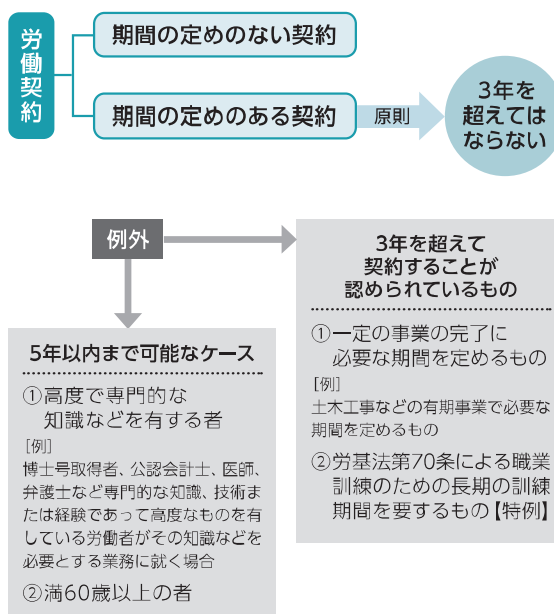 労働契約
期間の定めのない契約
期間の定めのある契約
原則
3年を
超えては
ならない
例外
5年以内まで可能なケース
①高度で専門的な
知識などを有する者
[例]
博士号取得者、公認会計士、医師、
弁護士など専門的な知識、技術ま
たは経験であって高度なものを有
している労働者がその知識などを
必要とする業務に就く場合
②満60歳以上の者
3年を超えて
契約することが
認められているもの
①一定の事業の完了に
必要な期間を定めるもの
[例]
土木工事などの有期事業で必要な
期間を定めるもの
②労基法第70条による職業
訓練のための長期の訓練
期間を要するもの【特例】